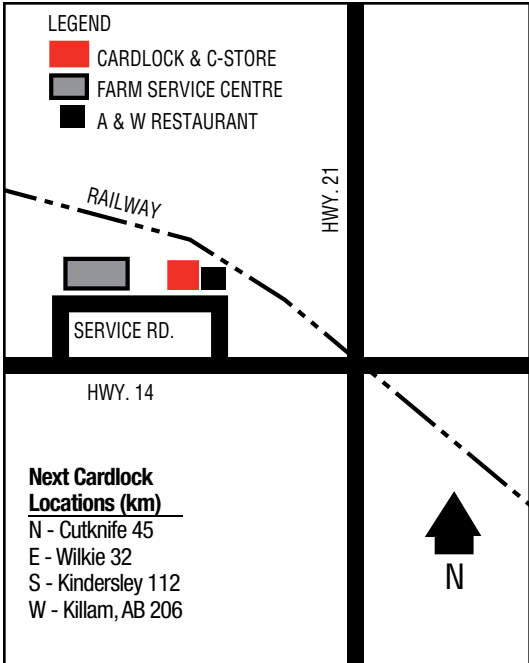 LEGEND
CARDLOCK & C-STORE
FARM SERVICE CENTRE
A & W RESTAURANT
RAILWAY
HWY. 21
SERVICE RD.
HWY. 14
Next Cardlock
Locations (km)
N - Cutknife 45
E - Wilkie 32
S - Kindersley 112
W - Killam, AB 206
N